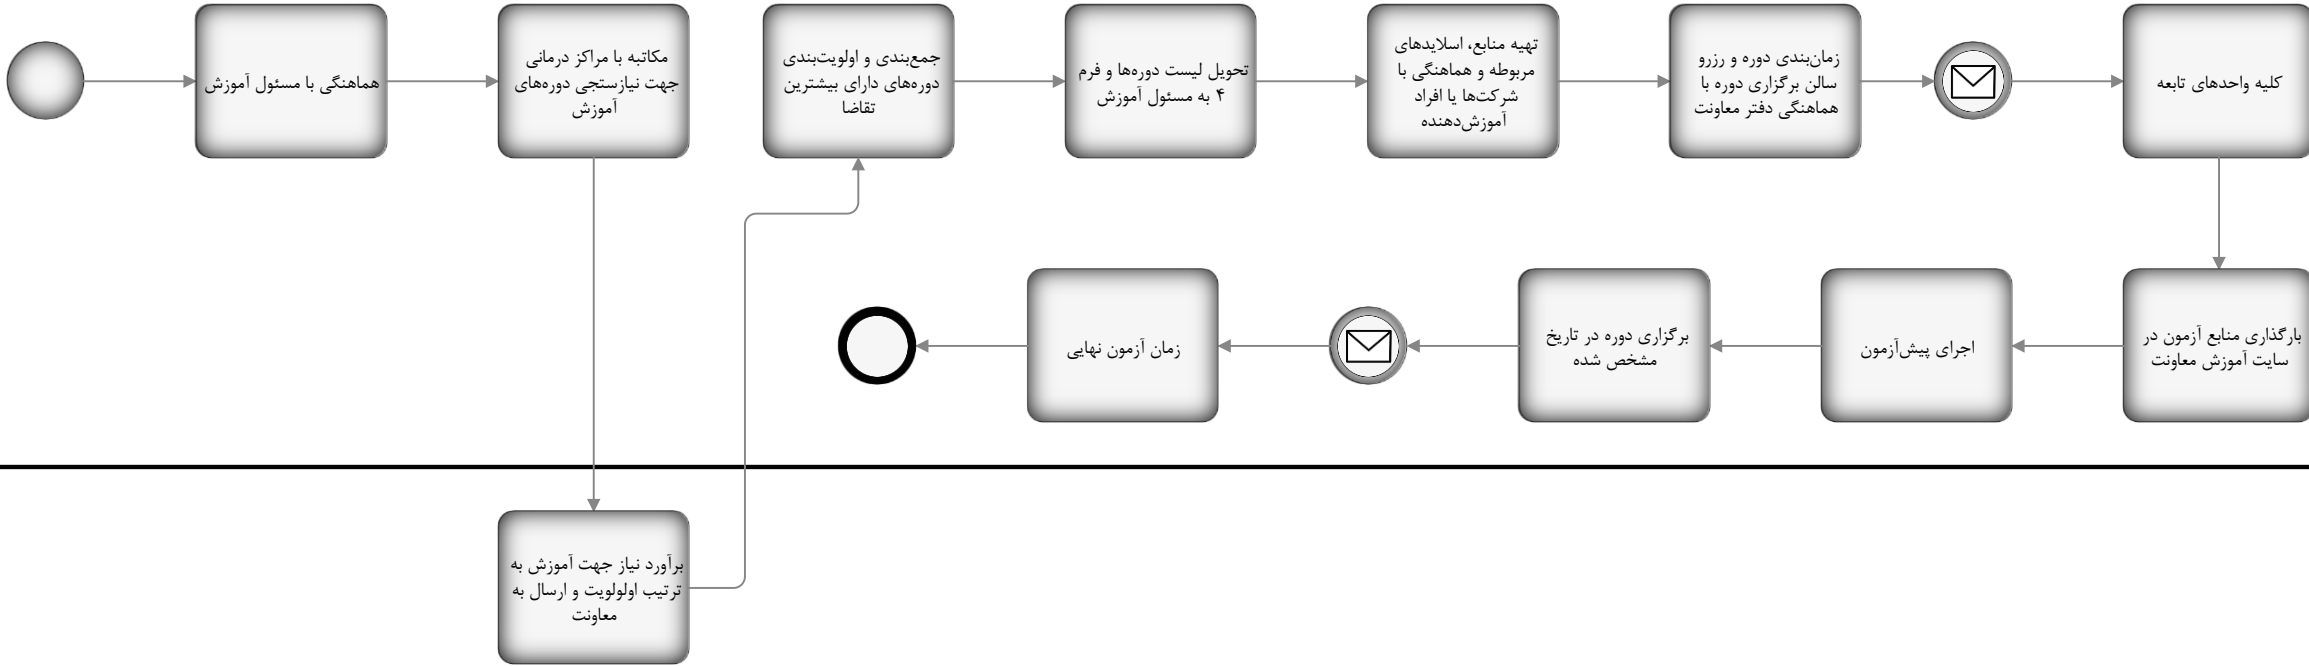 هماهنگی با مسئول آموزش
مکاتبه با مراکز درمانی
جهت نیازستجی دوره‌های
آموزش
جمع‌بندی و اولویت‌بندی
دوره‌های دارای بیشترین
تقاضا
تحویل لیست دوره‌ها و فرم
۴ به مسئول آموزش
تهیه منابع، اسلایدهای
مربوطه و هماهنگی با
شرکت‌ها یا افراد
آموزش‌دهنده
زمان‌بندی دوره و رزرو
سالن برگزاری دوره با
هماهنگی دفتر معاونت
کلیه واحدهای تابعه
بارگذاری منابع آزمون در
سایت آموزش معاونت
اجرای پیش‌آزمون
برگزاری دوره در تاریخ
مشخص شده
زمان آزمون نهایی
برآورد نیاز جهت آموزش به
ترتیب اولولویت و ارسال به
معاونت